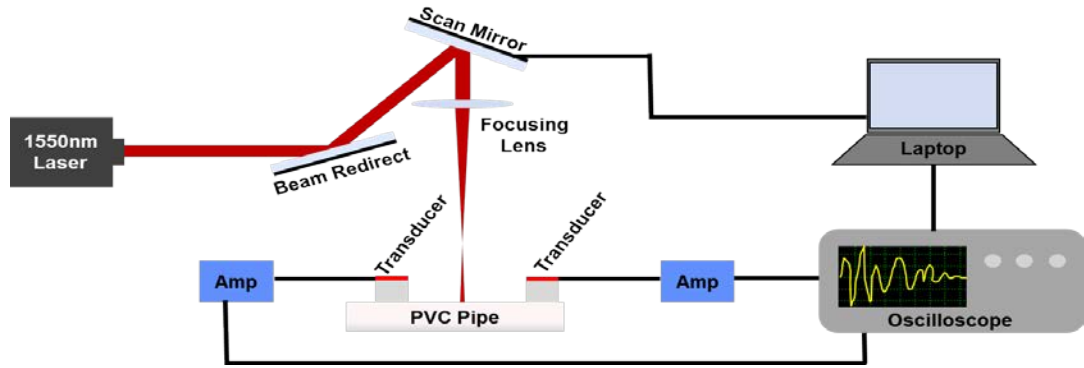 Scan Mirror
1550nm
Laser
Beam Redirect
Focusing
Lens
Laptop
Transducer
Transducer
Amp
Amp
PVC Pipe
Oscilloscope